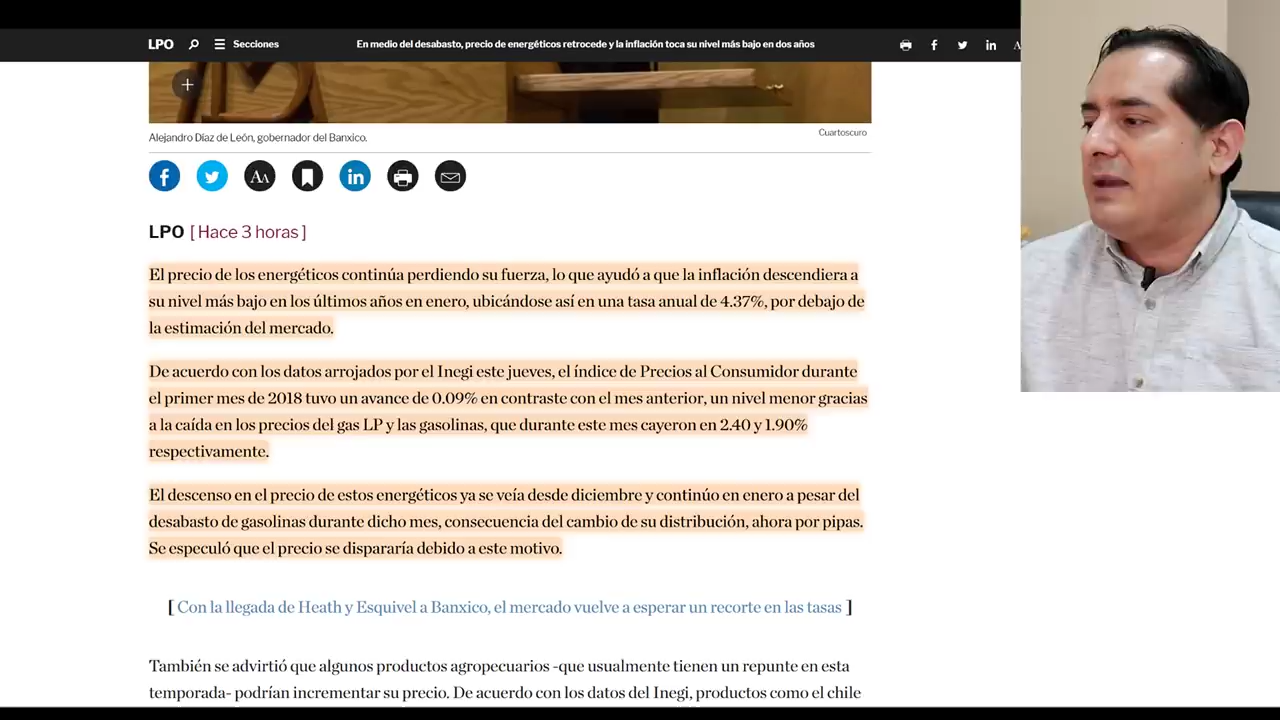 LPO
Secciones
En medio del desabasto, precio de energéticos retrocede y la inflación toca su nivel más bajo en dos años
A
Alejandro Díaz de León, gobernador del Banxico.
Cuartoscuro
AA
LPO [ Hace 3 horas ]
El precio de los energéticos continúa perdiendo su fuerza, lo que ayudó a que la inflación descendiera a
su nivel más bajo en los últimos años en enero, ubicándose así en una tasa anual de 4.37%, por debajo de
la estimación del mercado.
De acuerdo con los datos arrojados por el Inegi este jueves, el índice de Precios al Consumidor durante
el primer mes de 2018 tuvo un avance de 0.09% en contraste con el mes anterior, un nivel menor gracias
a la caída en los precios del gas LP y las gasolinas, que durante este mes cayeron en 2.40 y 1.90%
respectivamente.
El descenso en el precio de estos energéticos ya se veía desde diciembre y continúo en enero a pesar del
desabasto de gasolinas durante dicho mes, consecuencia del cambio de su distribución, ahora por pipas.
Se especuló que el precio se dispararía debido a este motivo.
[ Con la llegada de Heath y Esquivel a Banxico, el mercado vuelve a esperar un recorte en las tasas ]
También se advirtió que algunos productos agropecuarios -que usualmente tienen un repunte en esta
temporada- podrían incrementar su precio. De acuerdo con los datos del Inegi, productos como el chile